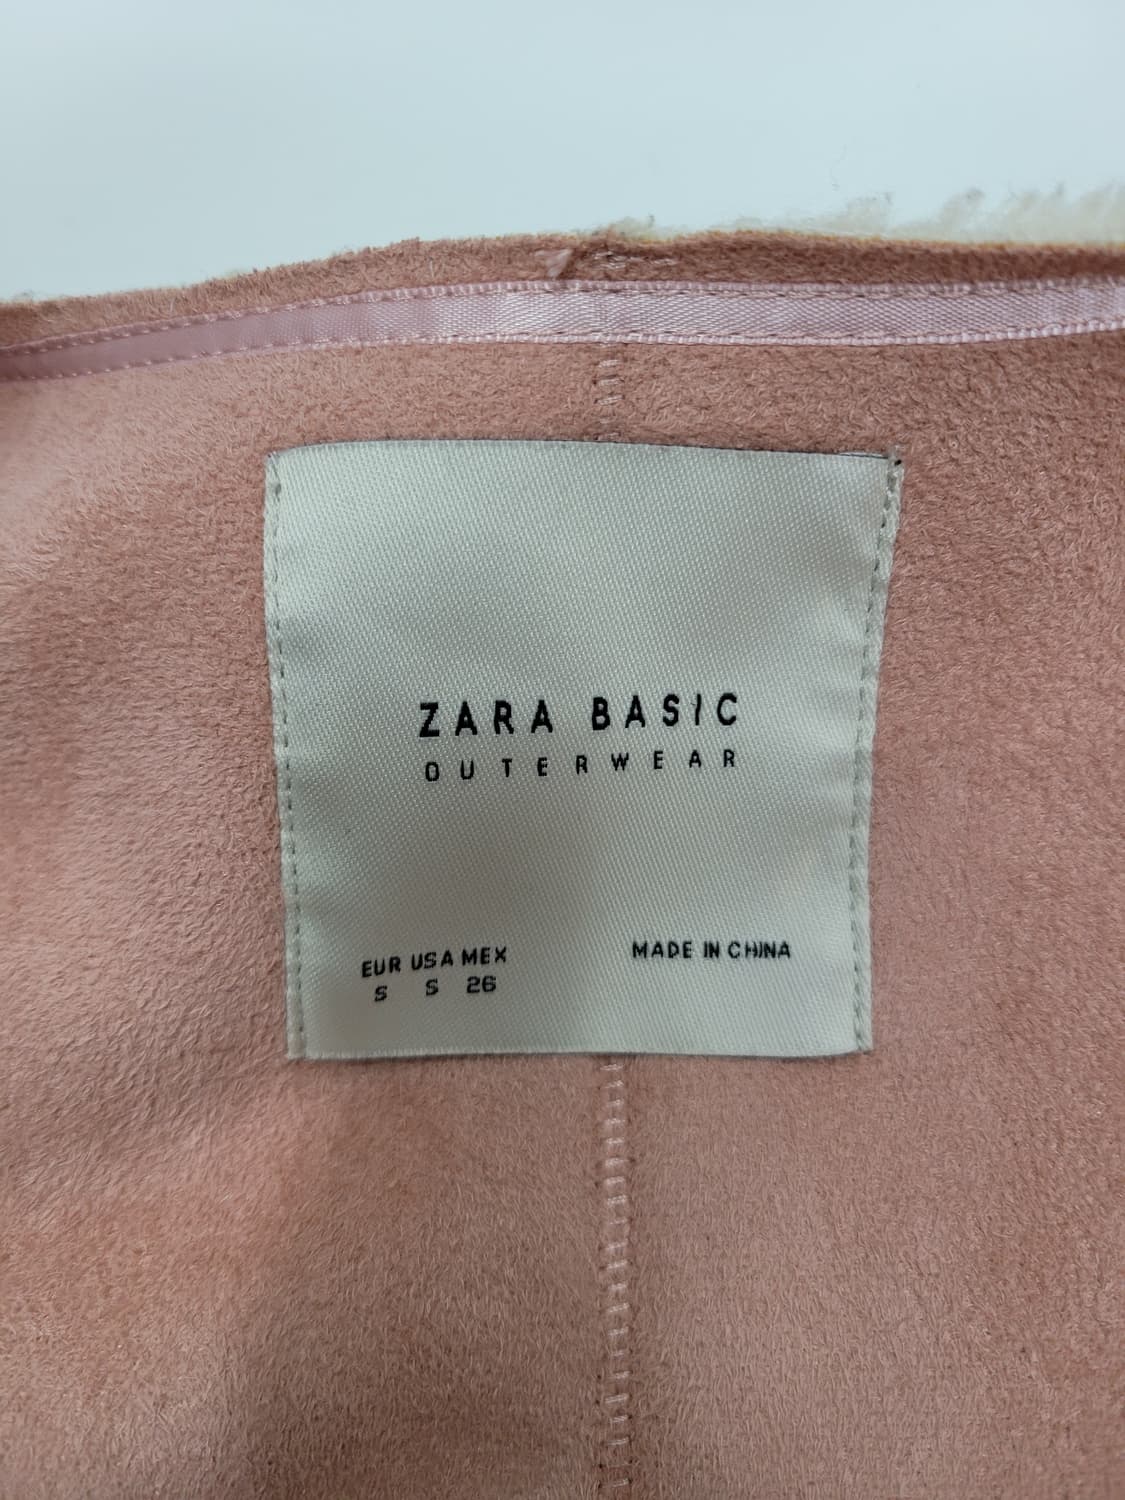 ZARA BASIC
OUTERWEAR
EUR USA MEX
S S 26
MADE IN CHINA